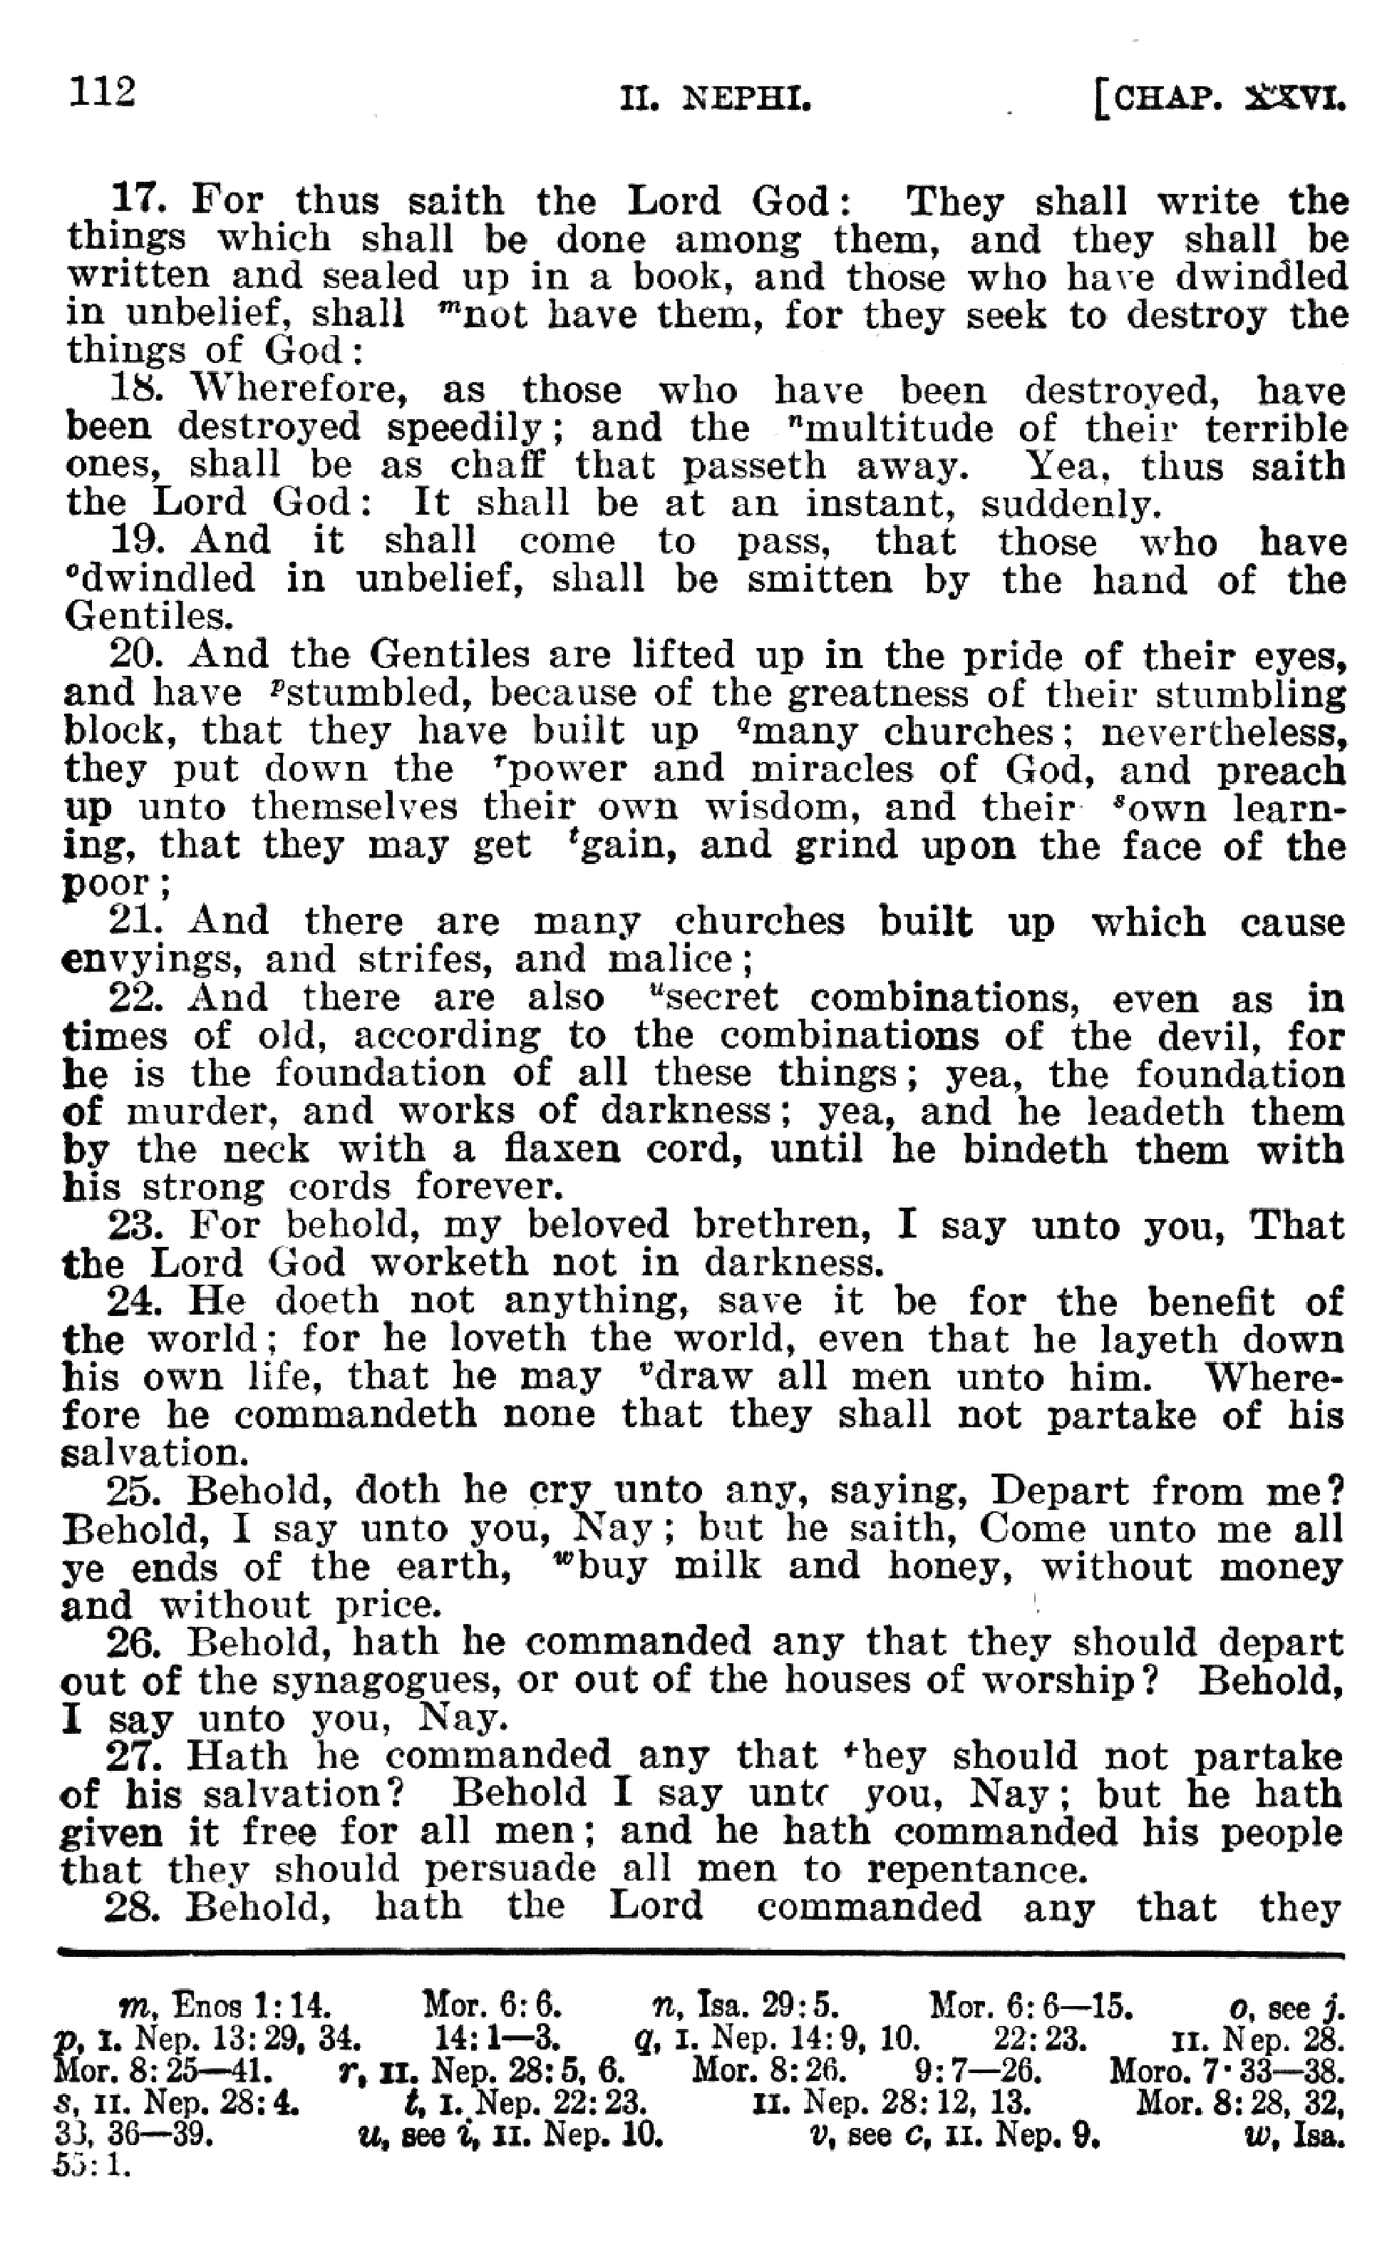 112 II. NEPHI. [CHAP. XXVI.
17. For thus saith the Lord God: They shall write the
things which shall be done among them, and they shall be
written and sealed up in a book, and those who have dwindled
in unbelief, shall ᵐnot have them, for they seek to destroy the
things of God:
18. Wherefore, as those who have been destroyed, have
been destroyed speedily; and the ⁿmultitude of their terrible
ones, shall be as chaff that passeth away. Yea, thus saith
the Lord God: It shall be at an instant, suddenly.
19. And it shall come to pass, that those who have
ᵒdwindled in unbelief, shall be smitten by the hand of the
Gentiles.
20. And the Gentiles are lifted up in the pride of their eyes,
and have ᵖstumbled, because of the greatness of their stumbling
block, that they have built up qmany churches; nevertheless,
they put down the ʳpower and miracles of God, and preach
up unto themselves their own wisdom, and their ˢown learn-
ing, that they may get ᵗgain, and grind upon the face of the
poor;
21. And there are many churches built up which cause
envyings, and strifes, and malice;
22. And there are also ᵘsecret combinations, even as in
times of old, according to the combinations of the devil, for
he is the foundation of all these things; yea, the foundation
of murder, and works of darkness; yea, and he leadeth them
by the neck with a flaxen cord, until he bindeth them with
his strong cords forever.
23. For behold, my beloved brethren, I say unto you, That
the Lord God worketh not in darkness.
24. He doeth not anything, save it be for the benefit of
the world; for he loveth the world, even that he layeth down
his own life, that he may ᵛdraw all men unto him. Where-
fore he commandeth none that they shall not partake of his
salvation.
25. Behold, doth he cry unto any, saying, Depart from me?
Behold, I say unto you, Nay; but he saith, Come unto me all
ye ends of the earth, ʷbuy milk and honey, without money
and without price.
26. Behold, hath he commanded any that they should depart
out of the synagogues, or out of the houses of worship? Behold,
I say unto you, Nay.
27. Hath he commanded any that they should not partake
of his salvation? Behold I say unto you, Nay; but he hath
given it free for all men; and he hath commanded his people
that they should persuade all men to repentance.
28. Behold, hath the Lord commanded any that they
m, Enos 1:14. Mor. 6:6. n, Isa. 29:5. Mor. 6:6—15. o, see j.
p, I. Nep. 13:29, 34. 14:1—3. q, I. Nep. 14:9, 10. 22:23. II. Nep. 28.
Mor. 8:25—41. r, II. Nep. 28:5, 6. Mor. 8:26. 9:7—26. Moro. 7:33—38.
s, II. Nep. 28:4. t, I. Nep. 22:23. II. Nep. 28:12, 13. Mor. 8:28, 32,
33, 36—39. u, see i, II. Nep. 10. v, see c, II. Nep. 9. w, Isa.
55:1.